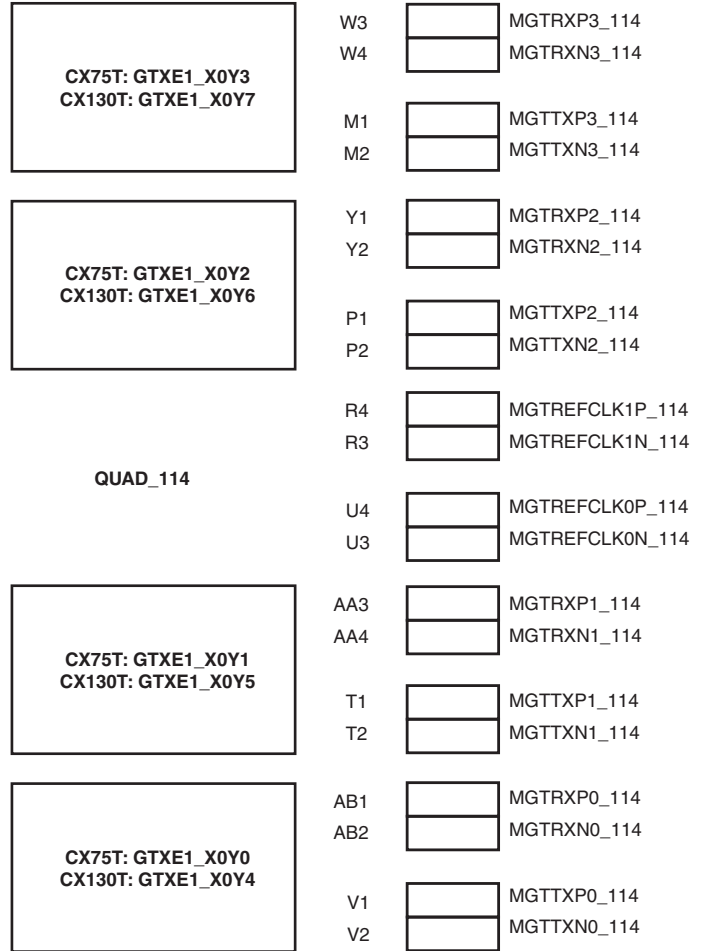 W3 MGTRXP3_114
W4 MGTRXN3_114
CX75T: GTXE1_X0Y3
CX130T: GTXE1_X0Y7
M1 MGTTXP3_114
M2 MGTTXN3_114
Y1 MGTRXP2_114
Y2 MGTRXN2_114
CX75T: GTXE1_X0Y2
CX130T: GTXE1_X0Y6
P1 MGTTXP2_114
P2 MGTTXN2_114
R4 MGTREFCLK1P_114
R3 MGTREFCLK1N_114
QUAD_114
U4 MGTREFCLK0P_114
U3 MGTREFCLK0N_114
AA3 MGTRXP1_114
AA4 MGTRXN1_114
CX75T: GTXE1_X0Y1
CX130T: GTXE1_X0Y5
T1 MGTTXP1_114
T2 MGTTXN1_114
AB1 MGTRXP0_114
AB2 MGTRXN0_114
CX75T: GTXE1_X0Y0
CX130T: GTXE1_X0Y4
V1 MGTTXP0_114
V2 MGTTXN0_114